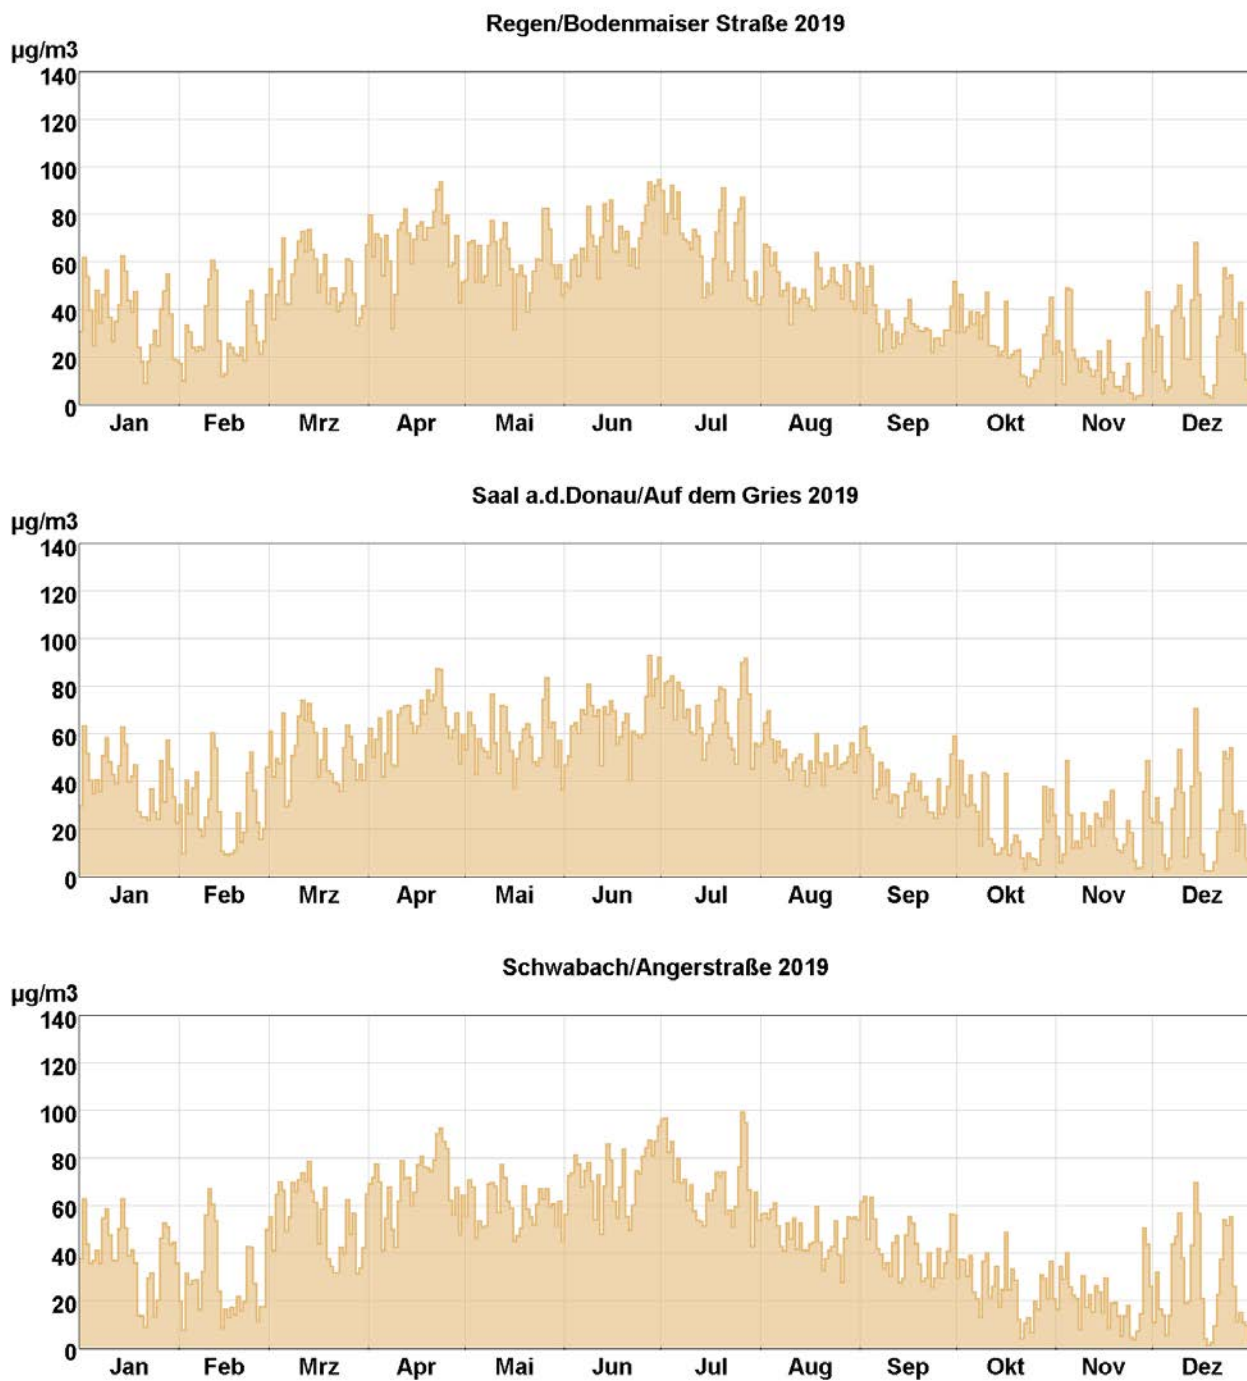 Regen/Bodenmaiser Straße 2019
µg/m3
140
120
100
80
60
40
20
0
Jan Feb Mrz Apr Mai Jun Jul Aug Sep Okt Nov Dez
Saal a.d.Donau/Auf dem Gries 2019
µg/m3
140
120
100
80
60
40
20
0
Jan Feb Mrz Apr Mai Jun Jul Aug Sep Okt Nov Dez
Schwabach/Angerstraße 2019
µg/m3
140
120
100
80
60
40
20
0
Jan Feb Mrz Apr Mai Jun Jul Aug Sep Okt Nov Dez